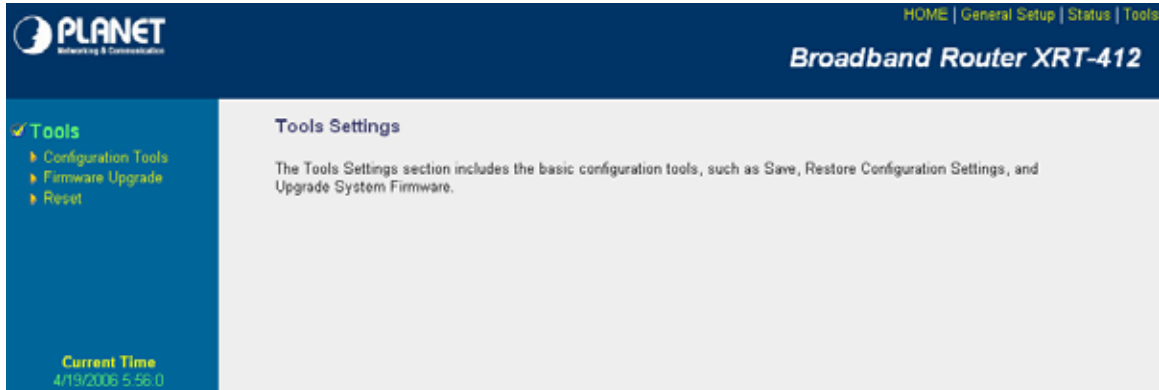 PLANET
Networking & Communication
HOME | General Setup | Status | Tools
Broadband Router XRT-412
Tools
Configuration Tools
Firmware Upgrade
Reset
Current Time
4/19/2006 5:56:0
Tools Settings
The Tools Settings section includes the basic configuration tools, such as Save, Restore Configuration Settings, and
Upgrade System Firmware.